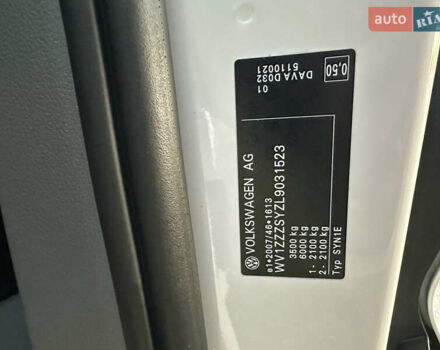 auto RIA
VOLKSWAGEN AG
e1*2007/46*1613
WV1ZZZSYZL9031523
3500 kg
6000 kg
1- 2100 kg
2- 2100 kg
Typ SYN1E
01
DAVA D032
5110021
0,50